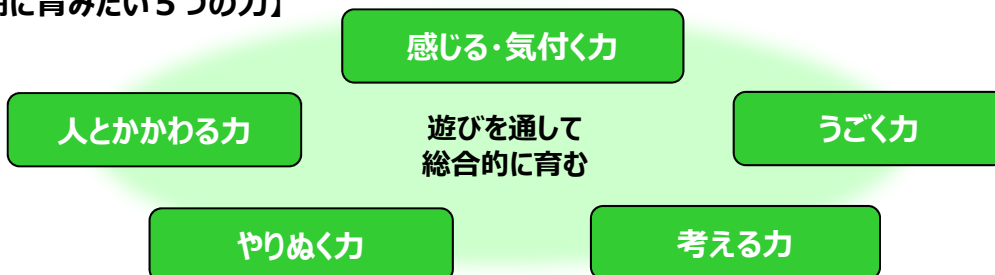 に育みたい5つの力】
感じる・気付く力
人とかかわる力
遊びを通して
総合的に育む
うごく力
やりぬく力
考える力